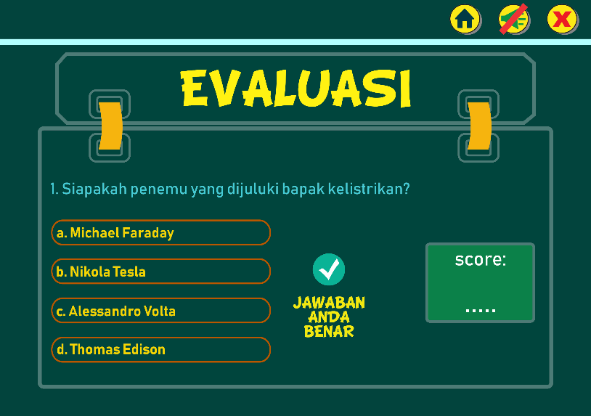 EVALUASI
1. Siapakah penemu yang dijuluki bapak kelistrikan?
a. Michael Faraday
b. Nikola Tesla
c. Alessandro Volta
d. Thomas Edison
JAWABAN
ANDA
BENAR
score:
.....